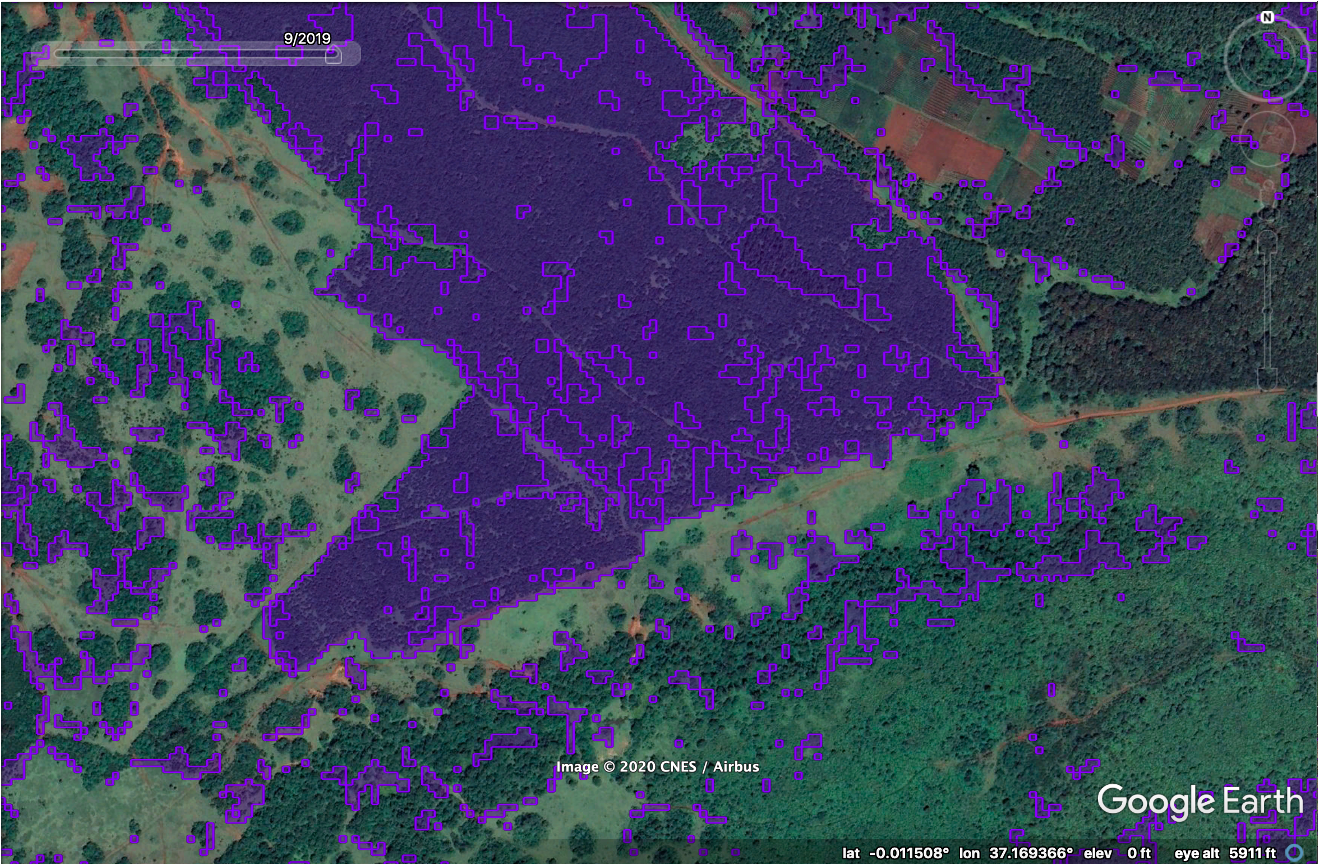 N
9/2019
Image © 2020 CNES / Airbus
Google Earth
lat -0.011508° lon 37.169366° elev 0 ft eye alt 5911 ft